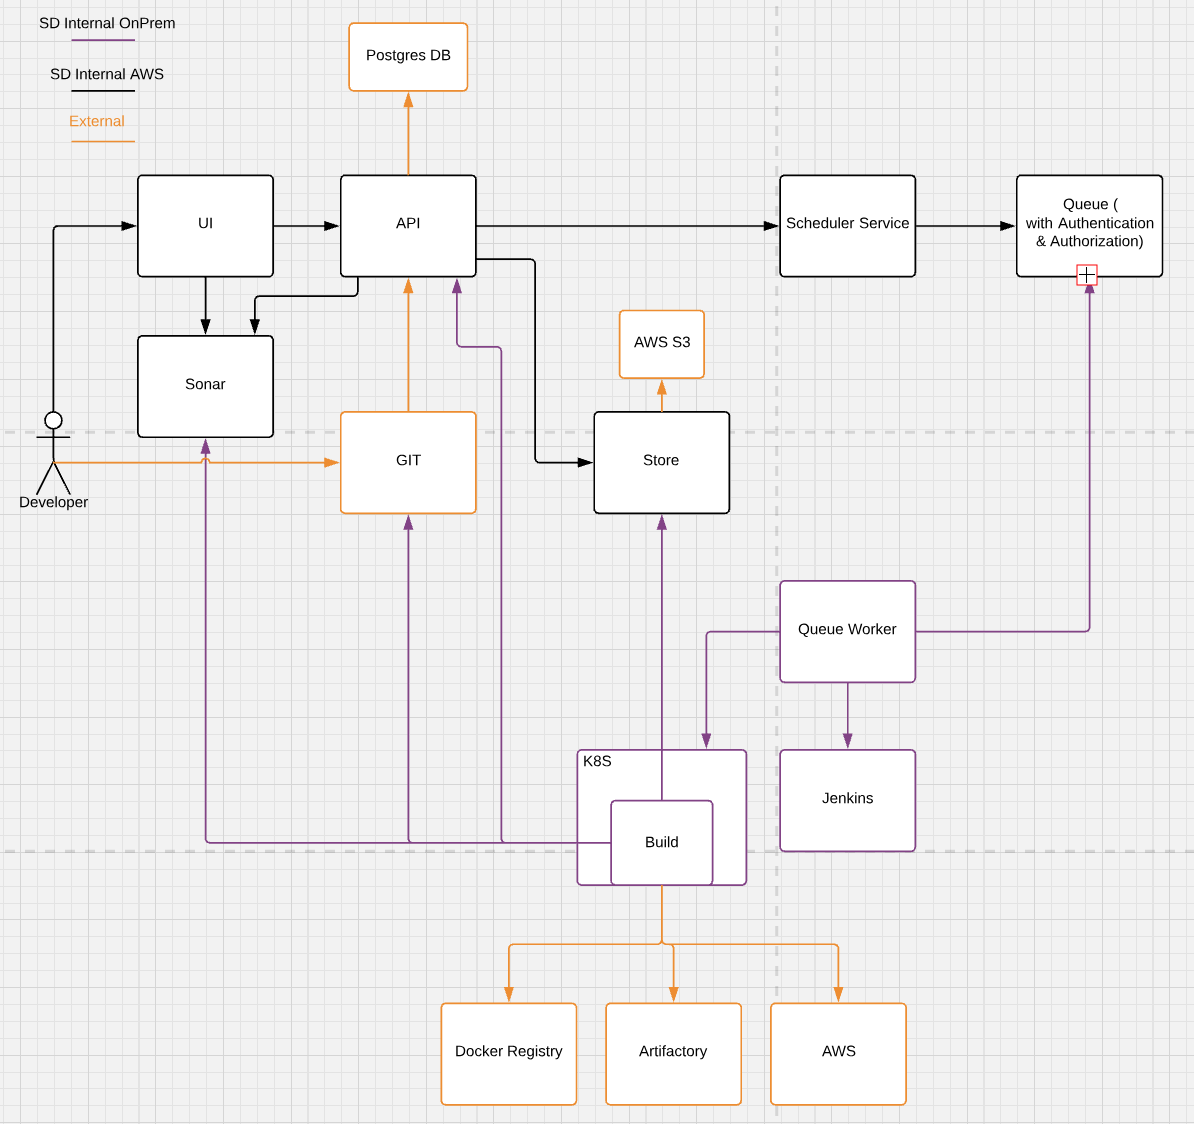 SD Internal OnPrem
SD Internal AWS
External
Postgres DB
UI
API
Scheduler Service
Queue (
with Authentication
& Authorization)
AWS S3
Sonar
GIT
Store
Developer
Queue Worker
K8S
Build
Jenkins
Docker Registry
Artifactory
AWS